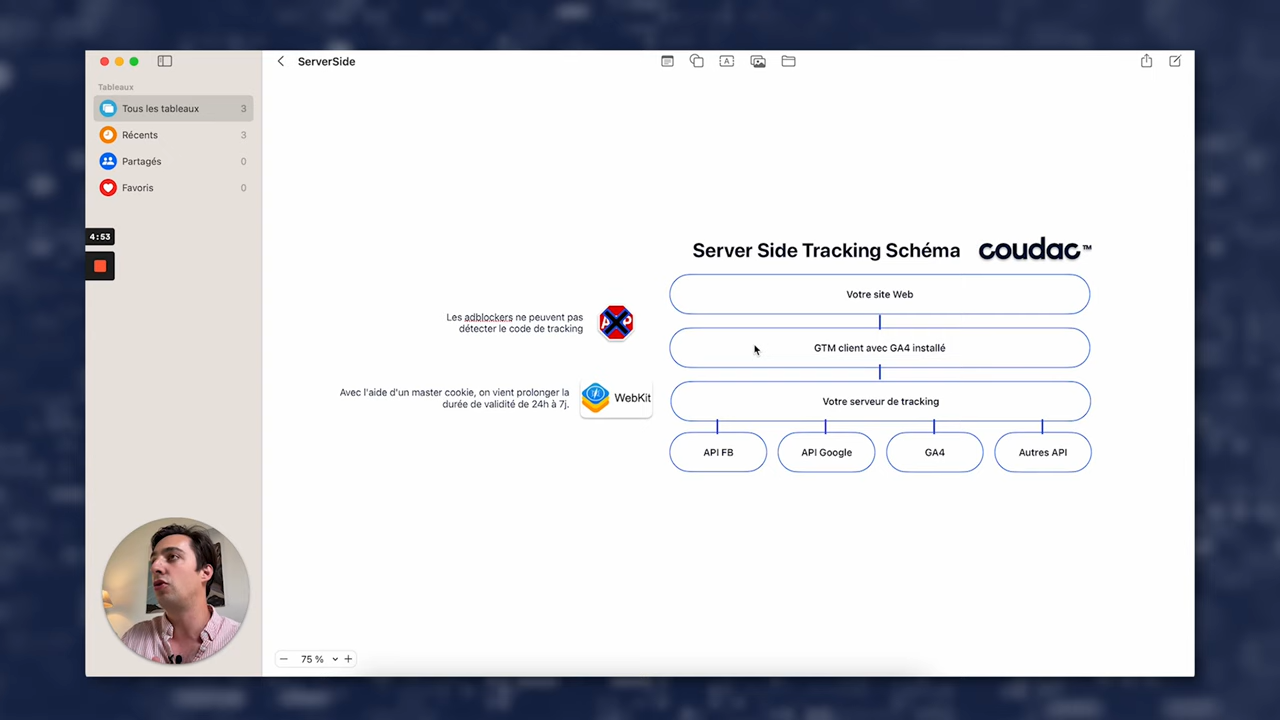 ServerSide
Tableaux
Tous les tableaux 3
Récents 3
Partagés 0
Favoris 0
4:53
Server Side Tracking Schéma coudac™
Votre site Web
Les adblockers ne peuvent pas
détecter le code de tracking
GTM client avec GA4 installé
Avec l'aide d'un master cookie, on vient prolonger la
durée de validité de 24h à 7j.
WebKit
Votre serveur de tracking
API FB
API Google
GA4
Autres API
75 %